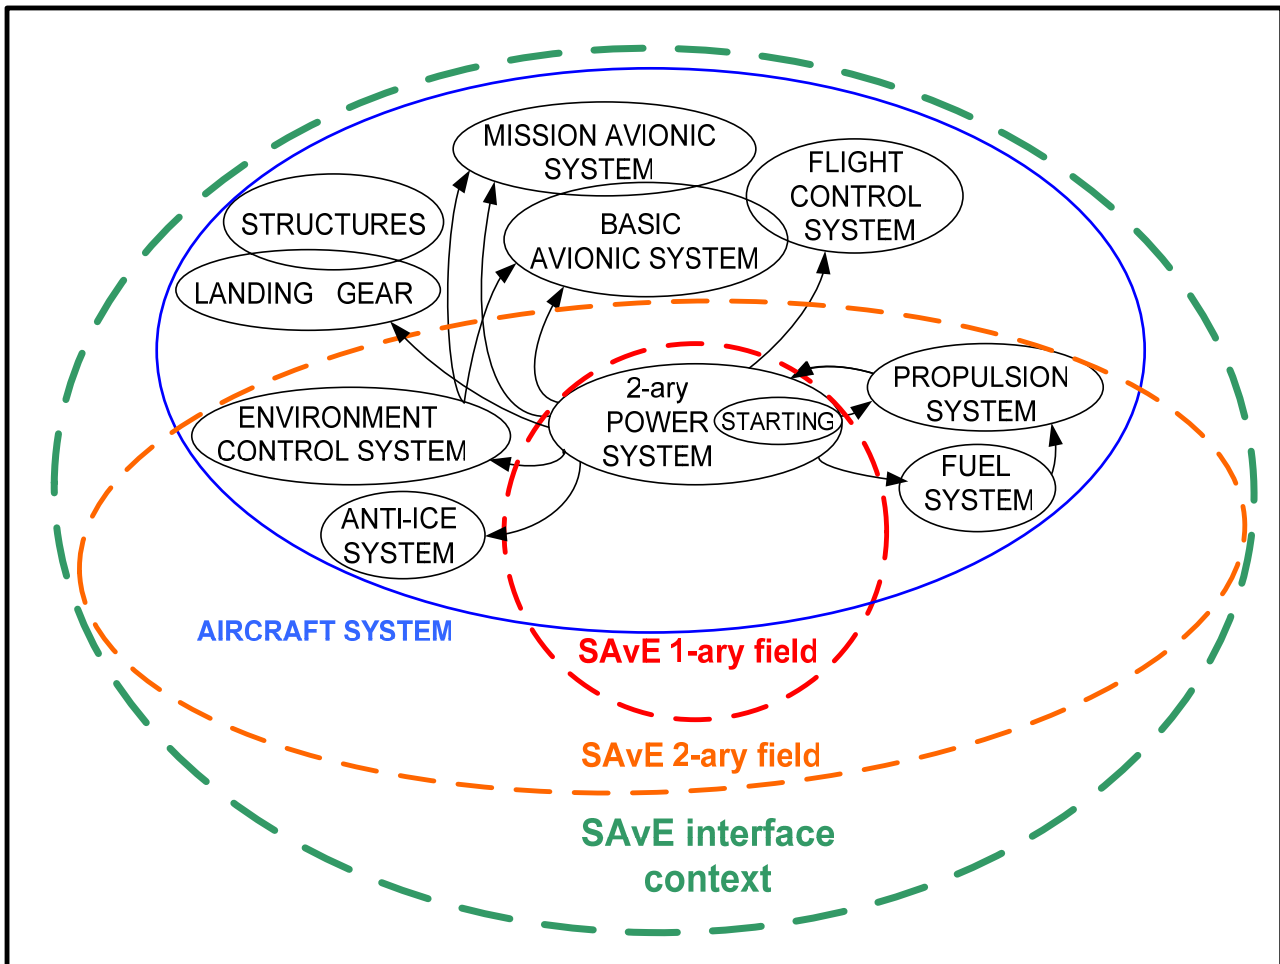 MISSION AVIONIC
SYSTEM
FLIGHT
CONTROL
SYSTEM
STRUCTURES
BASIC
AVIONIC SYSTEM
LANDING GEAR
2-ary
POWER
SYSTEM
STARTING
PROPULSION
SYSTEM
ENVIRONMENT
CONTROL SYSTEM
FUEL
SYSTEM
ANTI-ICE
SYSTEM
AIRCRAFT SYSTEM
SAvE 1-ary field
SAvE 2-ary field
SAvE interface
context